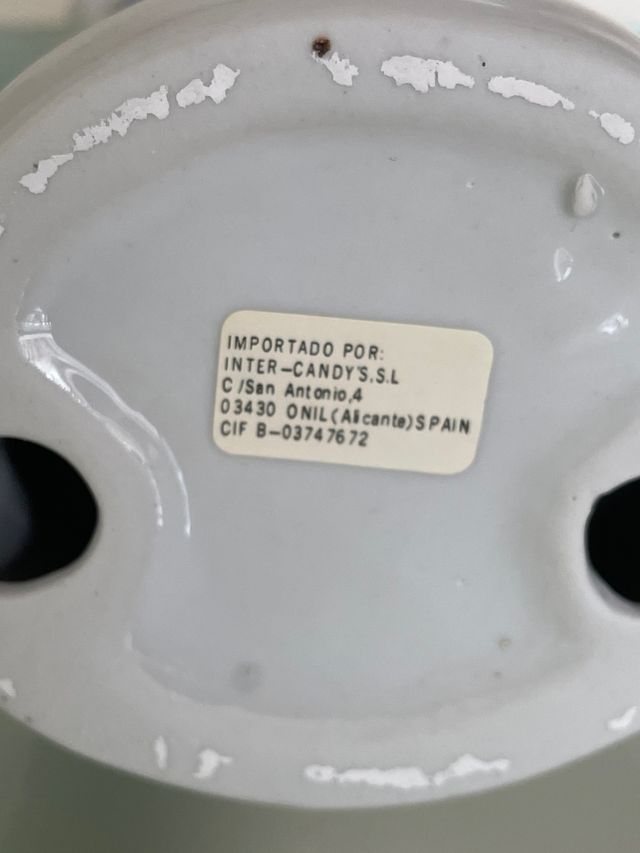 IMPORTADO POR:
INTER-CANDY'S,S.L
C/San Antonio,4
03430 ONIL(Alicante)SPAIN
CIF B-03747672